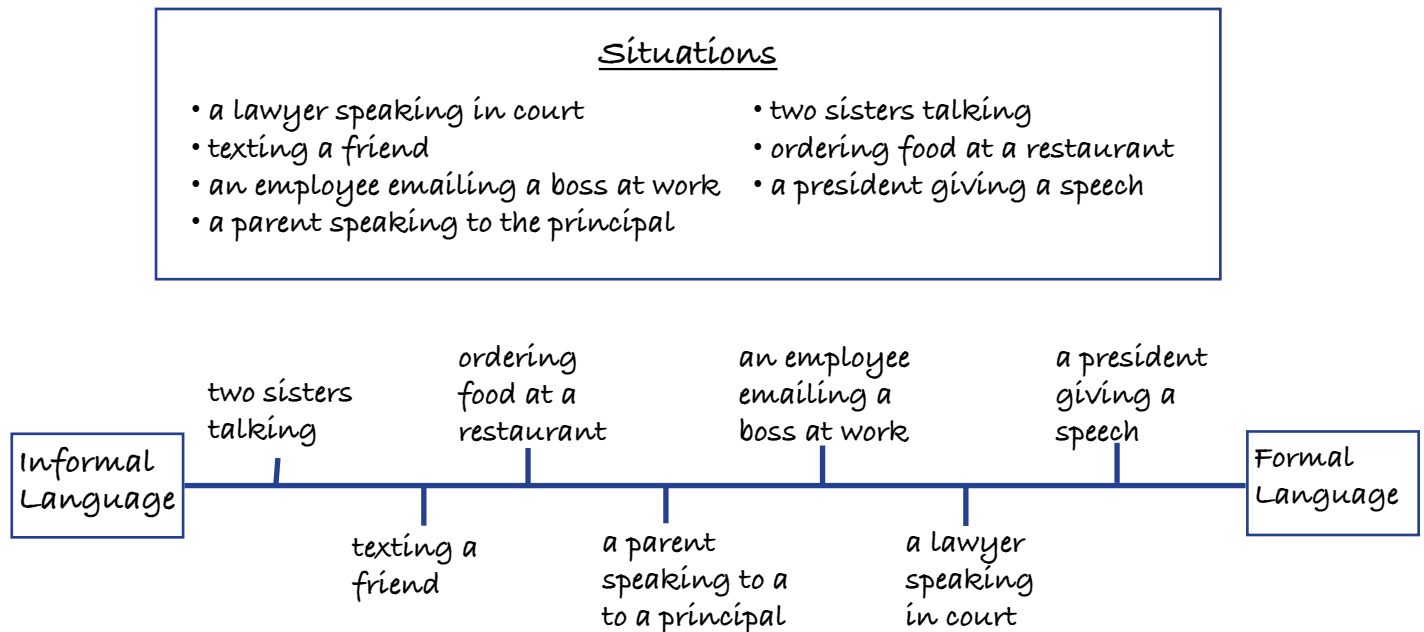 Situations
• a lawyer speaking in court
• texting a friend
• an employee emailing a boss at work
• a parent speaking to the principal
• two sisters talking
• ordering food at a restaurant
• a president giving a speech
Informal
Language
two sisters
talking
texting a
friend
ordering
food at a
restaurant
a parent
speaking to a
to a principal
an employee
emailing a
boss at work
a lawyer
speaking
in court
a president
giving a
speech
Formal
Language